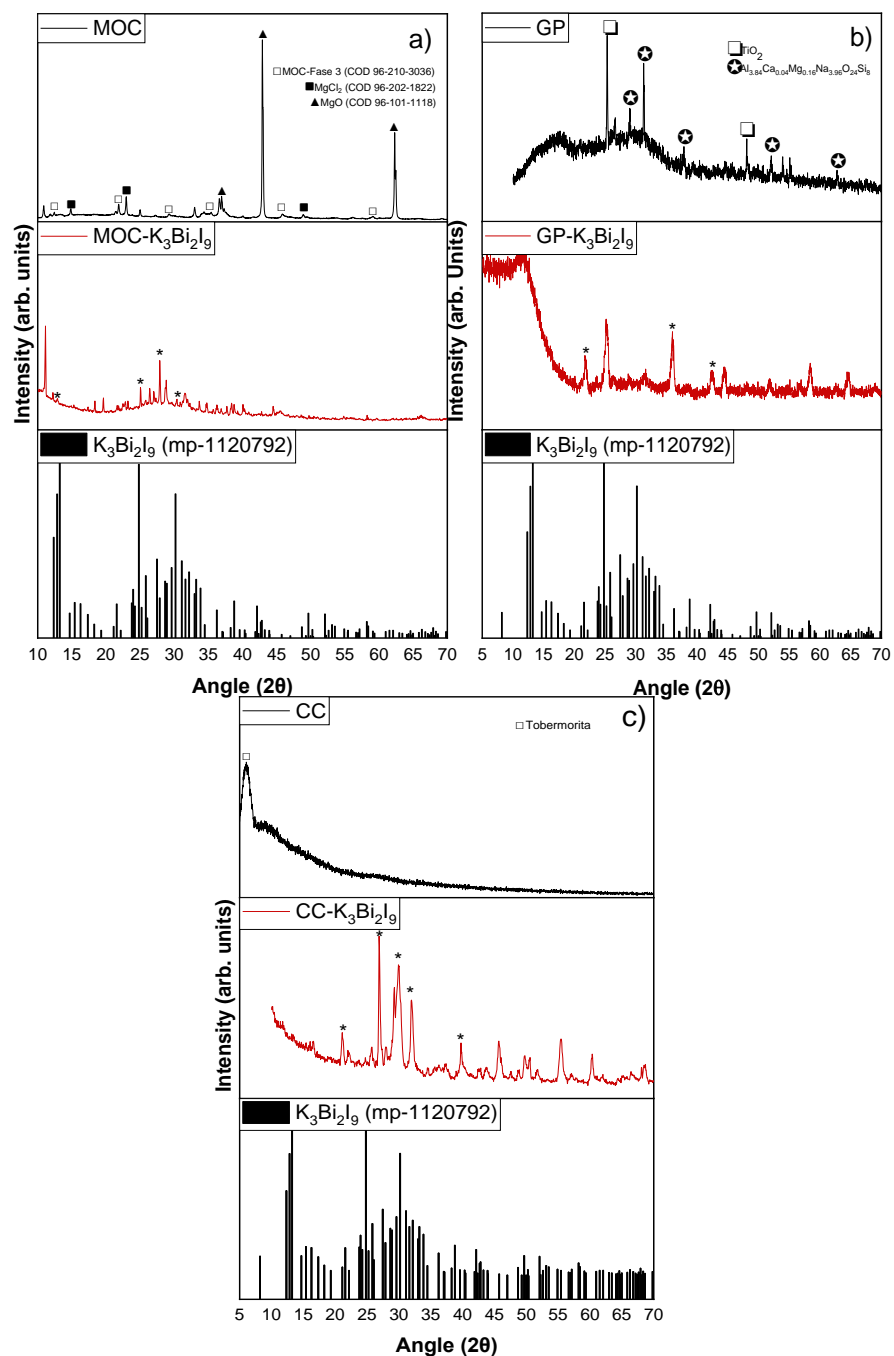 MOC
a)
□ MOC-Fase 3 (COD 96-210-3036)
■ MgCl₂ (COD 96-202-1822)
▲ MgO (COD 96-101-1118)
MOC-K₃Bi₂I₉
* * * *
K₃Bi₂I₉ (mp-1120792)
Intensity (arb. units)
10 15 20 25 30 35 40 45 50 55 60 65 70
Angle (2θ)
GP
b)
TiO₂
Al₃.₈₄Ca₀.₀₄Mg₀.₁₆Na₃.₉₆O₂₄Si₈
GP-K₃Bi₂I₉
* * *
K₃Bi₂I₉ (mp-1120792)
Intensity (arb. Units)
5 10 15 20 25 30 35 40 45 50 55 60 65 70
Angle (2θ)
CC
c)
□ Tobermorita
CC-K₃Bi₂I₉
* * * * *
K₃Bi₂I₉ (mp-1120792)
Intensity (arb. units)
5 10 15 20 25 30 35 40 45 50 55 60 65 70
Angle (2θ)